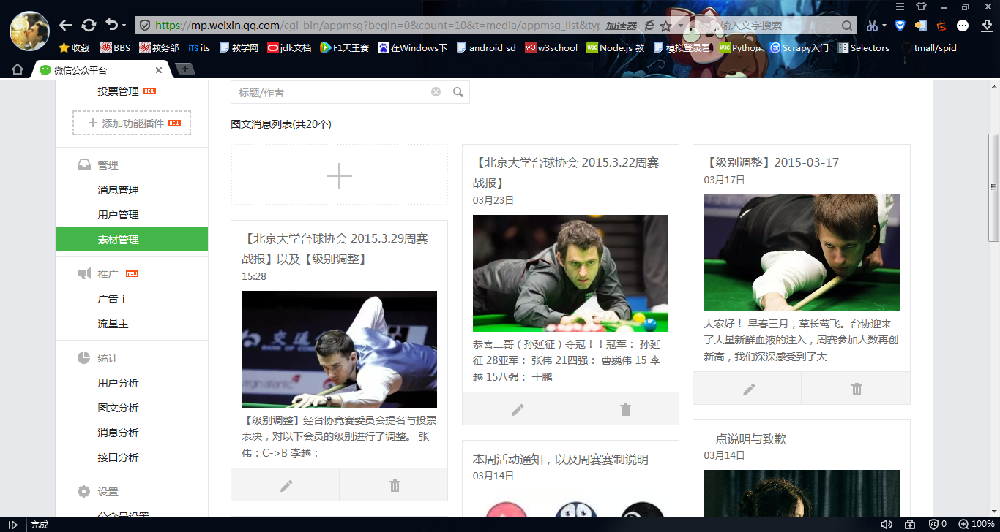 https://mp.weixin.qq.com/cgi-bin/appmsg?begin=0&count=10&t=media/appmsg_list&typ
加速器
输入文字搜索
收藏
BBS
教务部
iTS its
教学网
jdk文档
F1天王赛
在Windows下
android sd
w3 w3school
W3C Node.js 教
模拟登录看
W3C Python
Scrapy入门
Selectors
tmall/spid
微信公众平台
投票管理 NEW
添加功能插件 NEW
管理
消息管理
用户管理
素材管理
推广 NEW
广告主
流量主
统计
用户分析
图文分析
消息分析
接口分析
设置
公众号设置
标题/作者
图文消息列表(共20个)
【北京大学台球协会 2015.3.29周赛
战报】以及【级别调整】
15:28
交通
BANK OF COM
virgin atlantic
【级别调整】经台协竞赛委员会提名与投票
表决，对以下会员的级别进行了调整。 张
伟：C->B 李越：
【北京大学台球协会 2015.3.22周赛
战报】
03月23日
恭喜二哥（孙延征）夺冠！！冠军： 孙延
征 28亚军： 张伟 21四强： 曹巍伟 15 李
越 15八强： 于鹏
本周活动通知，以及周赛赛制说明
03月14日
【级别调整】2015-03-17
03月17日
大家好！ 早春三月，草长莺飞。台协迎来
了大量新鲜血液的注入，周赛参加人数再创
新高，我们深深感受到了大
一点说明与致歉
03月14日
完成
0
100%